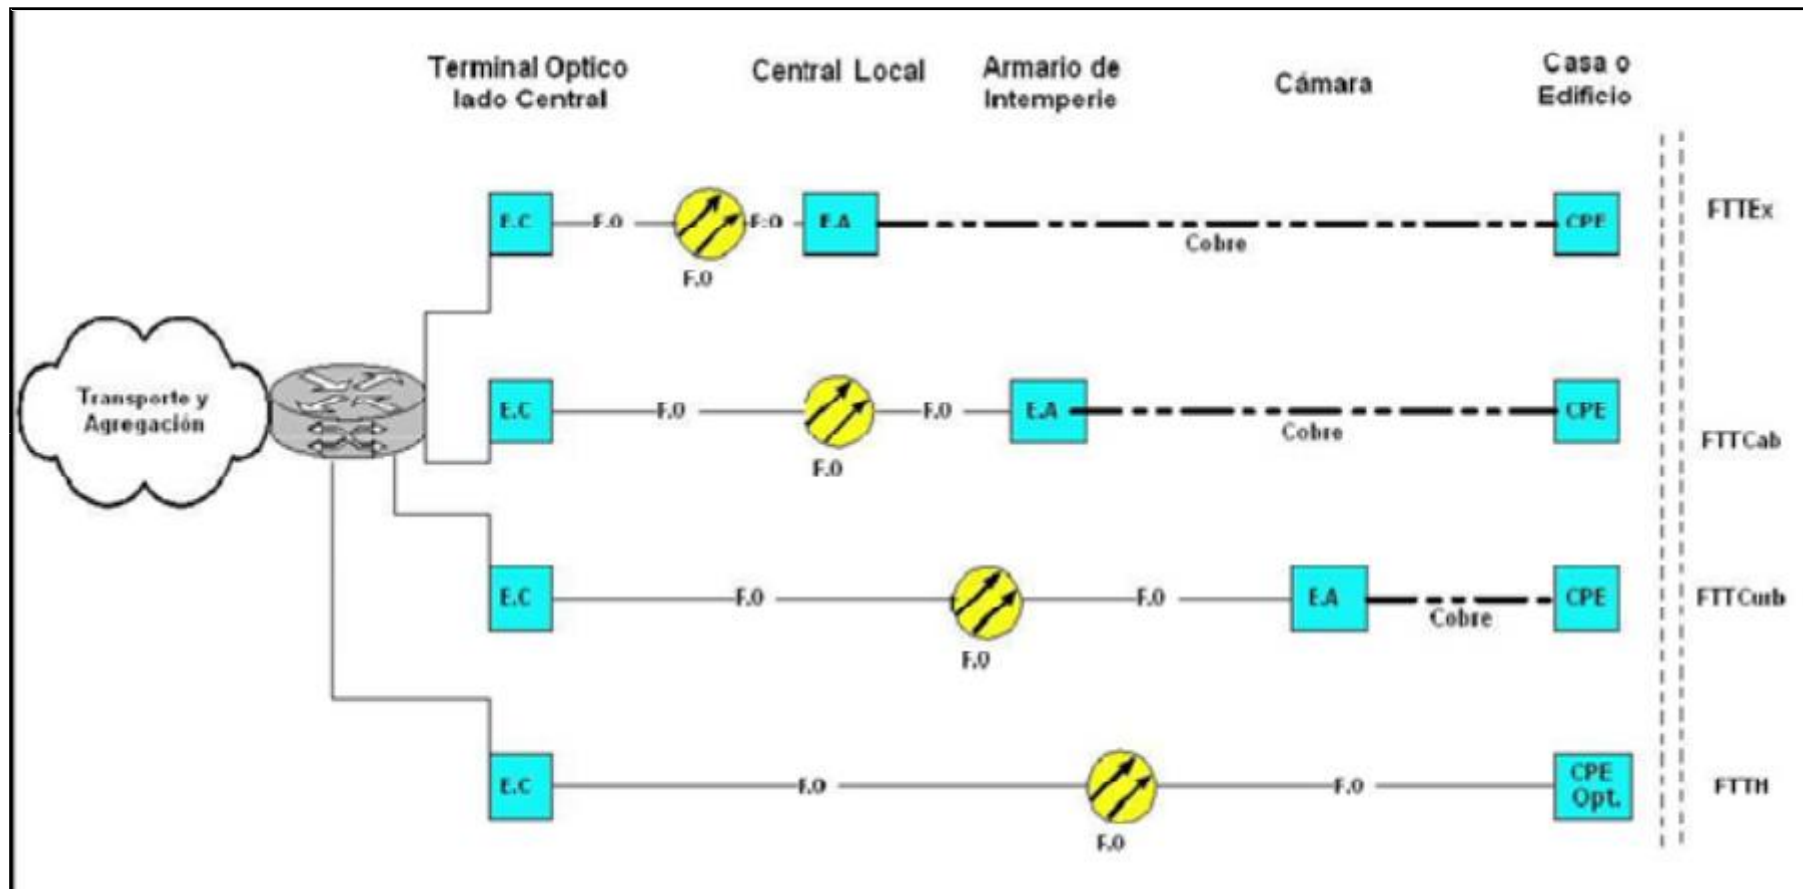 Terminal Optico
lado Central
Central Local
Armario de
Intemperie
Cámara
Casa o
Edificio
E.C
F.O
F.O
E.A
Cobre
CPE
FTTEx
F.O
Transporte y
Agregación
E.C
F.O
F.O
E.A
Cobre
CPE
FTTCab
F.O
E.C
F.O
F.O
E.A
Cobre
CPE
FTTCurb
F.O
E.C
F.O
F.O
CPE
Opt.
FTTH
F.O